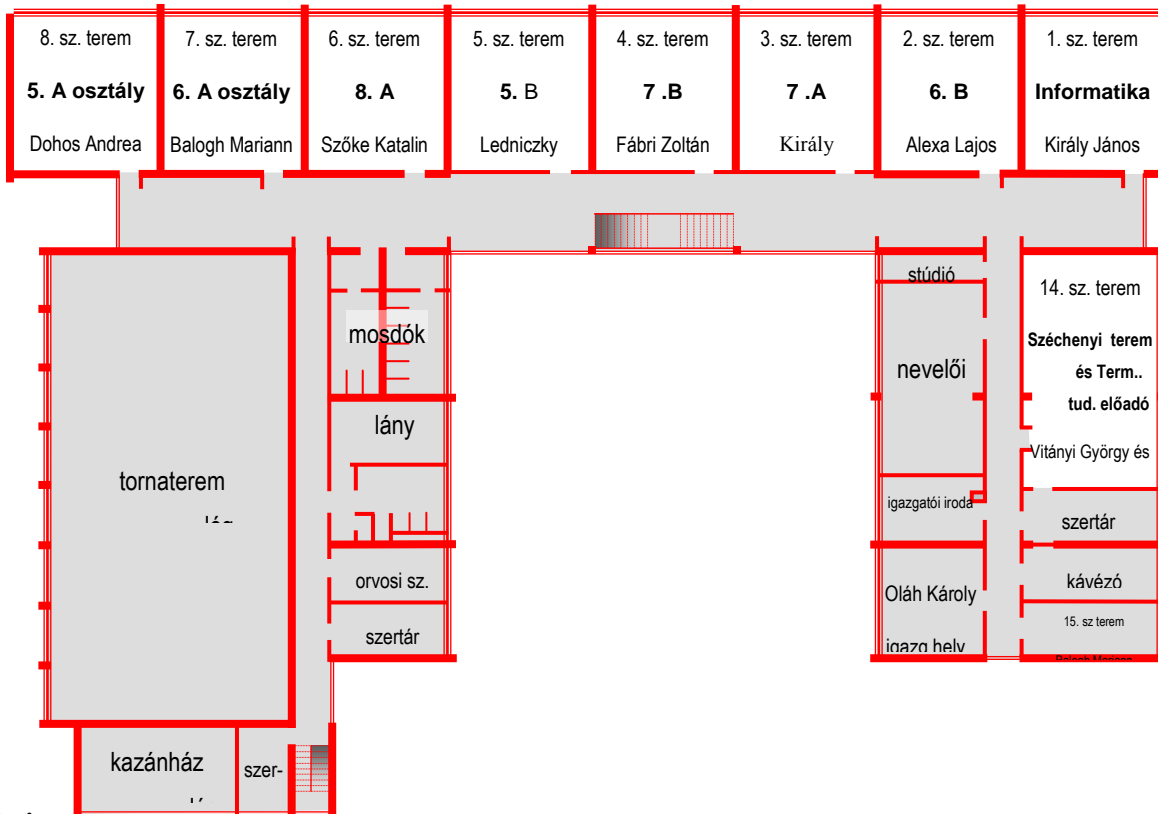 8. sz. terem
5. A osztály
Dohos Andrea
7. sz. terem
6. A osztály
Balogh Mariann
6. sz. terem
8. A
Szőke Katalin
5. sz. terem
5. B
Ledniczky
4. sz. terem
7 .B
Fábri Zoltán
3. sz. terem
7 .A
Király
2. sz. terem
6. B
Alexa Lajos
1. sz. terem
Informatika
Király János
tornaterem
mosdók
lány
orvosi sz.
szertár
kazánház
szer-
stúdió
nevelői
igazgatói iroda
Oláh Károly
igazg hely
14. sz. terem
Széchenyi terem
és Term..
tud. előadó
Vitányi György és
szertár
kávézó
15. sz terem
Balogh Mariann